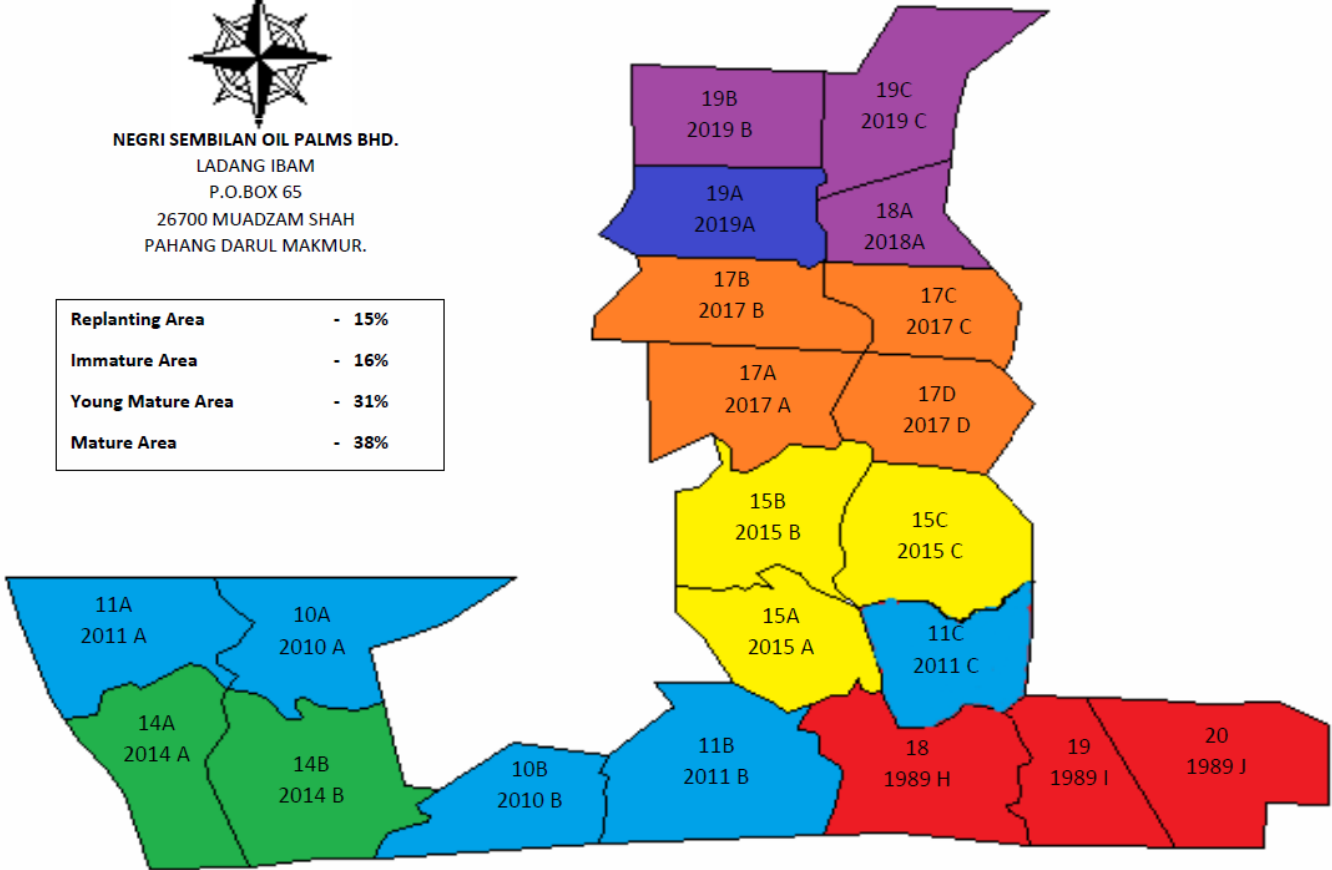 NEGRI SEMBILAN OIL PALMS BHD.
LADANG IBAM
P.O.BOX 65
26700 MUADZAM SHAH
PAHANG DARUL MAKMUR.
Replanting Area - 15%
Immature Area - 16%
Young Mature Area - 31%
Mature Area - 38%
19B
2019 B
19C
2019 C
19A
2019A
18A
2018A
17B
2017 B
17C
2017 C
17A
2017 A
17D
2017 D
15B
2015 B
15C
2015 C
15A
2015 A
11C
2011 C
11A
2011 A
10A
2010 A
14A
2014 A
14B
2014 B
10B
2010 B
11B
2011 B
18
1989 H
19
1989 I
20
1989 J